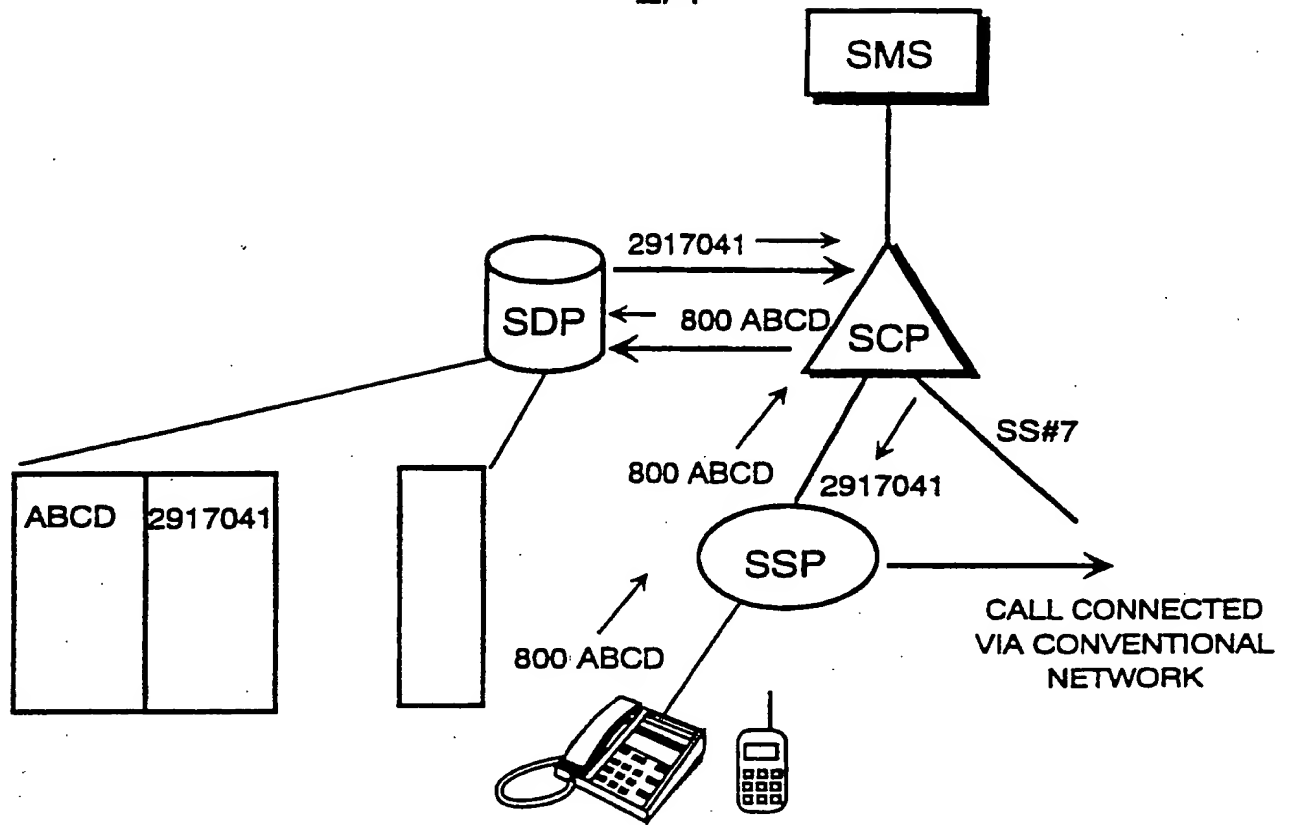 SMS
2917041
SDP
800 ABCD
SCP
SS#7
800 ABCD
2917041
ABCD
2917041
SSP
800 ABCD
CALL CONNECTED
VIA CONVENTIONAL
NETWORK